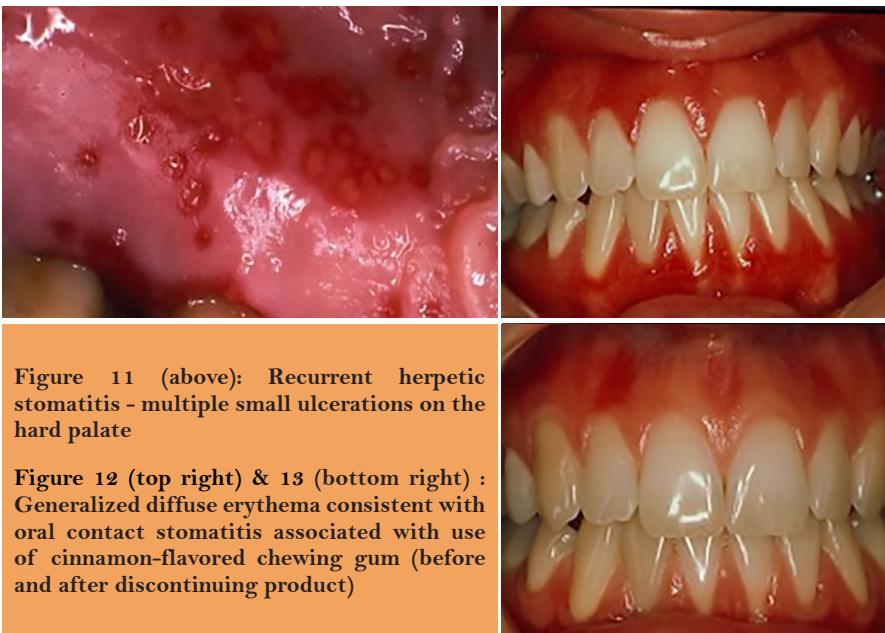 Figure 11 (above): Recurrent herpetic
stomatitis - multiple small ulcerations on the
hard palate
Figure 12 (top right) & 13 (bottom right) :
Generalized diffuse erythema consistent with
oral contact stomatitis associated with use
of cinnamon-flavored chewing gum (before
and after discontinuing product)